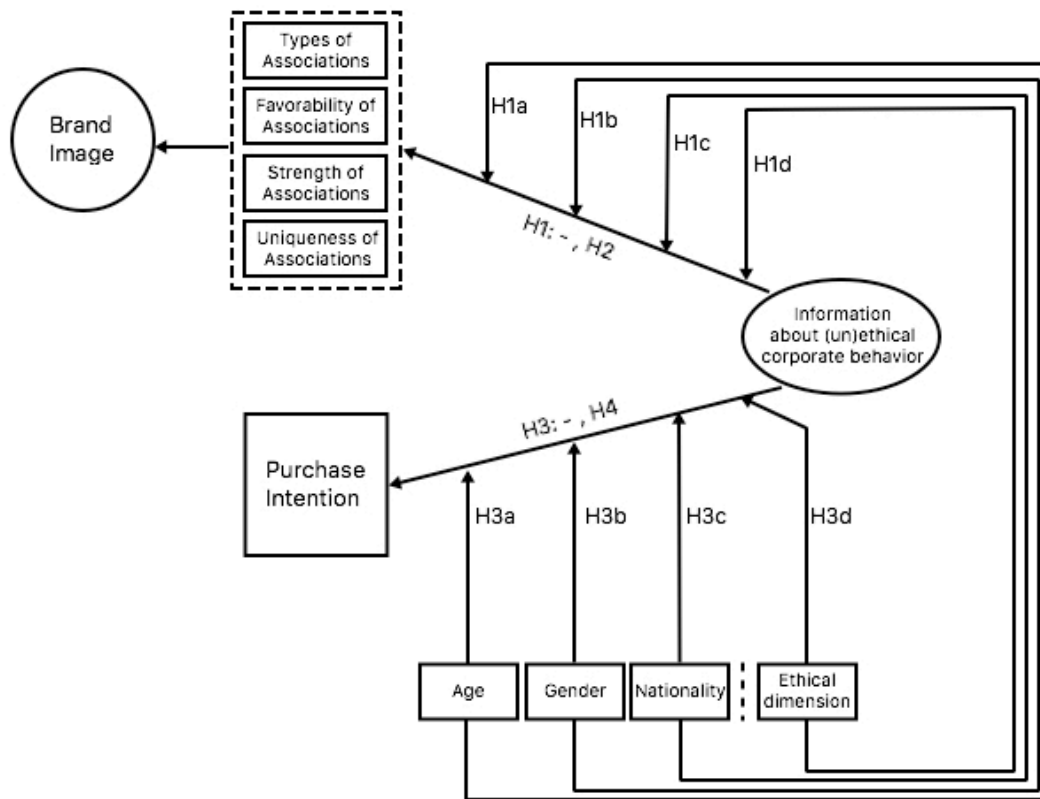 Types of
Associations
Favorability of
Associations
Strength of
Associations
Uniqueness of
Associations
Brand
Image
H1a
H1b
H1c
H1d
H1: - , H2
Information
about (un)ethical
corporate behavior
H3: - , H4
Purchase
Intention
H3a
H3b
H3c
H3d
Age
Gender
Nationality
Ethical
dimension